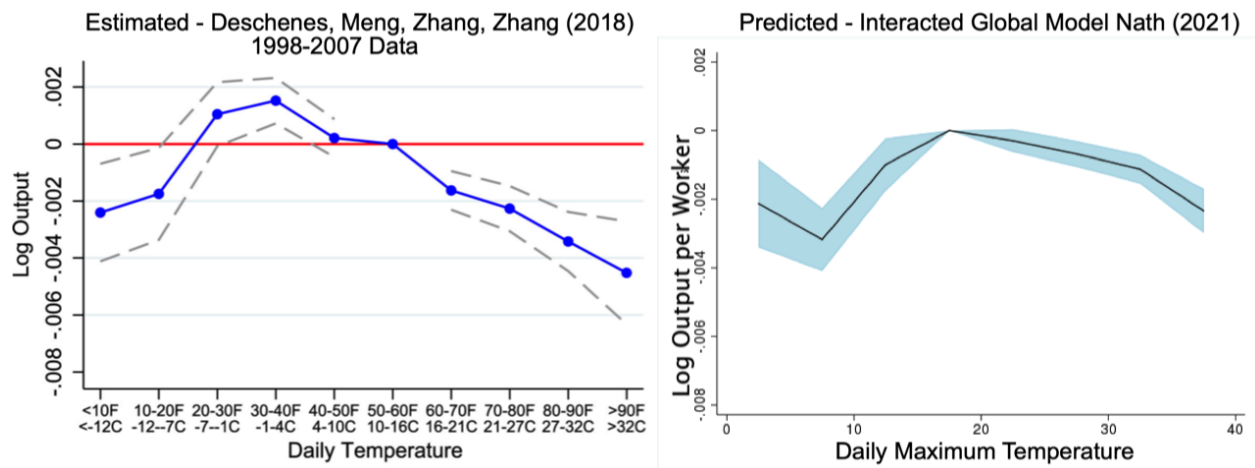 Estimated - Deschenes, Meng, Zhang, Zhang (2018)
1998-2007 Data
Log Output
.002
0
-.002
-.004
-.006
-.008
<10F 10-20F 20-30F 30-40F 40-50F 50-60F 60-70F 70-80F 80-90F >90F
<-12C -12--7C -7--1C -1-4C 4-10C 10-16C 16-21C 21-27C 27-32C >32C
Daily Temperature
Predicted - Interacted Global Model Nath (2021)
Log Output per Worker
.002
0
-.002
-.004
-.006
-.008
0 10 20 30 40
Daily Maximum Temperature